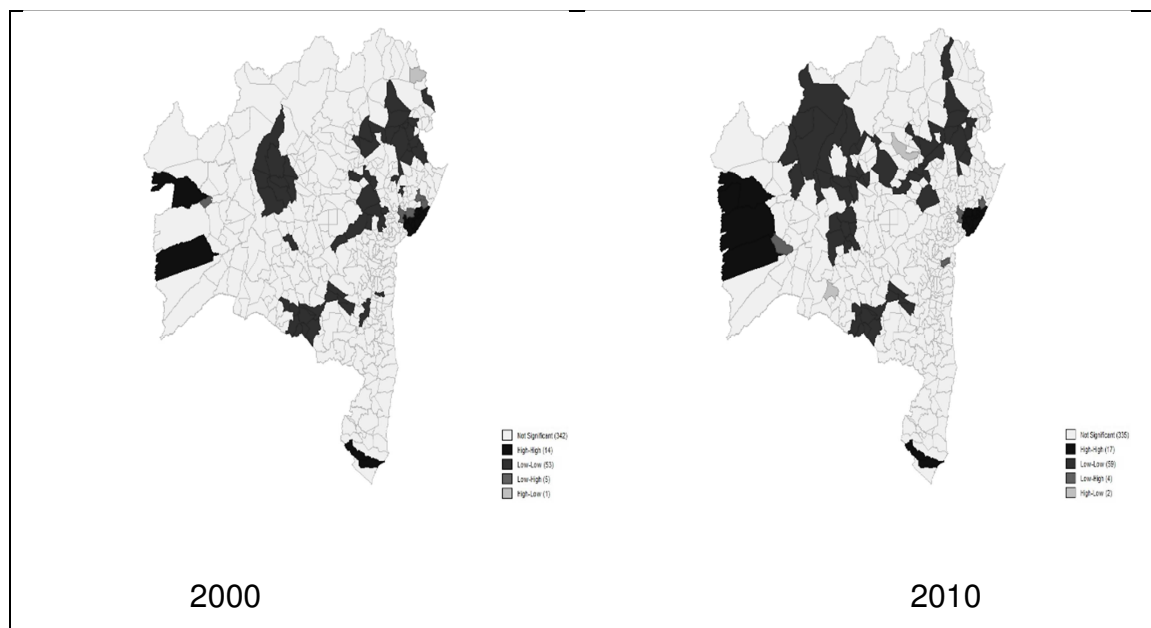 Not Significant (342)
High-High (14)
Low-Low (53)
Low-High (5)
High-Low (1)
2000
Not Significant (335)
High-High (17)
Low-Low (59)
Low-High (4)
High-Low (2)
2010